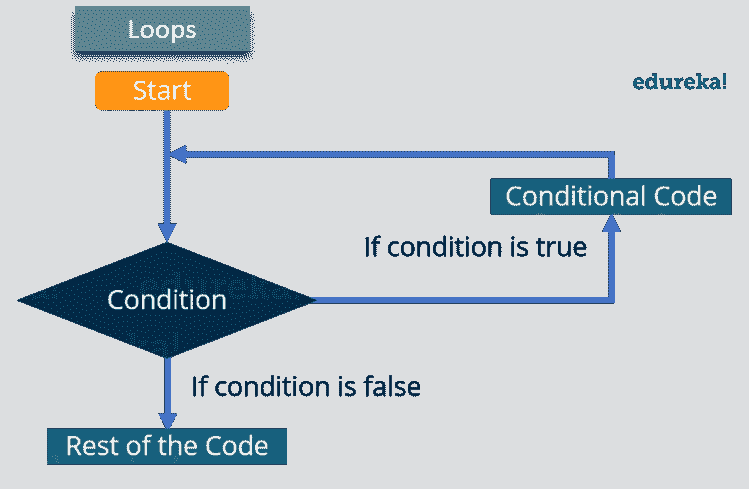 Loops
Start
edureka!
Conditional Code
If condition is true
Condition
If condition is false
Rest of the Code